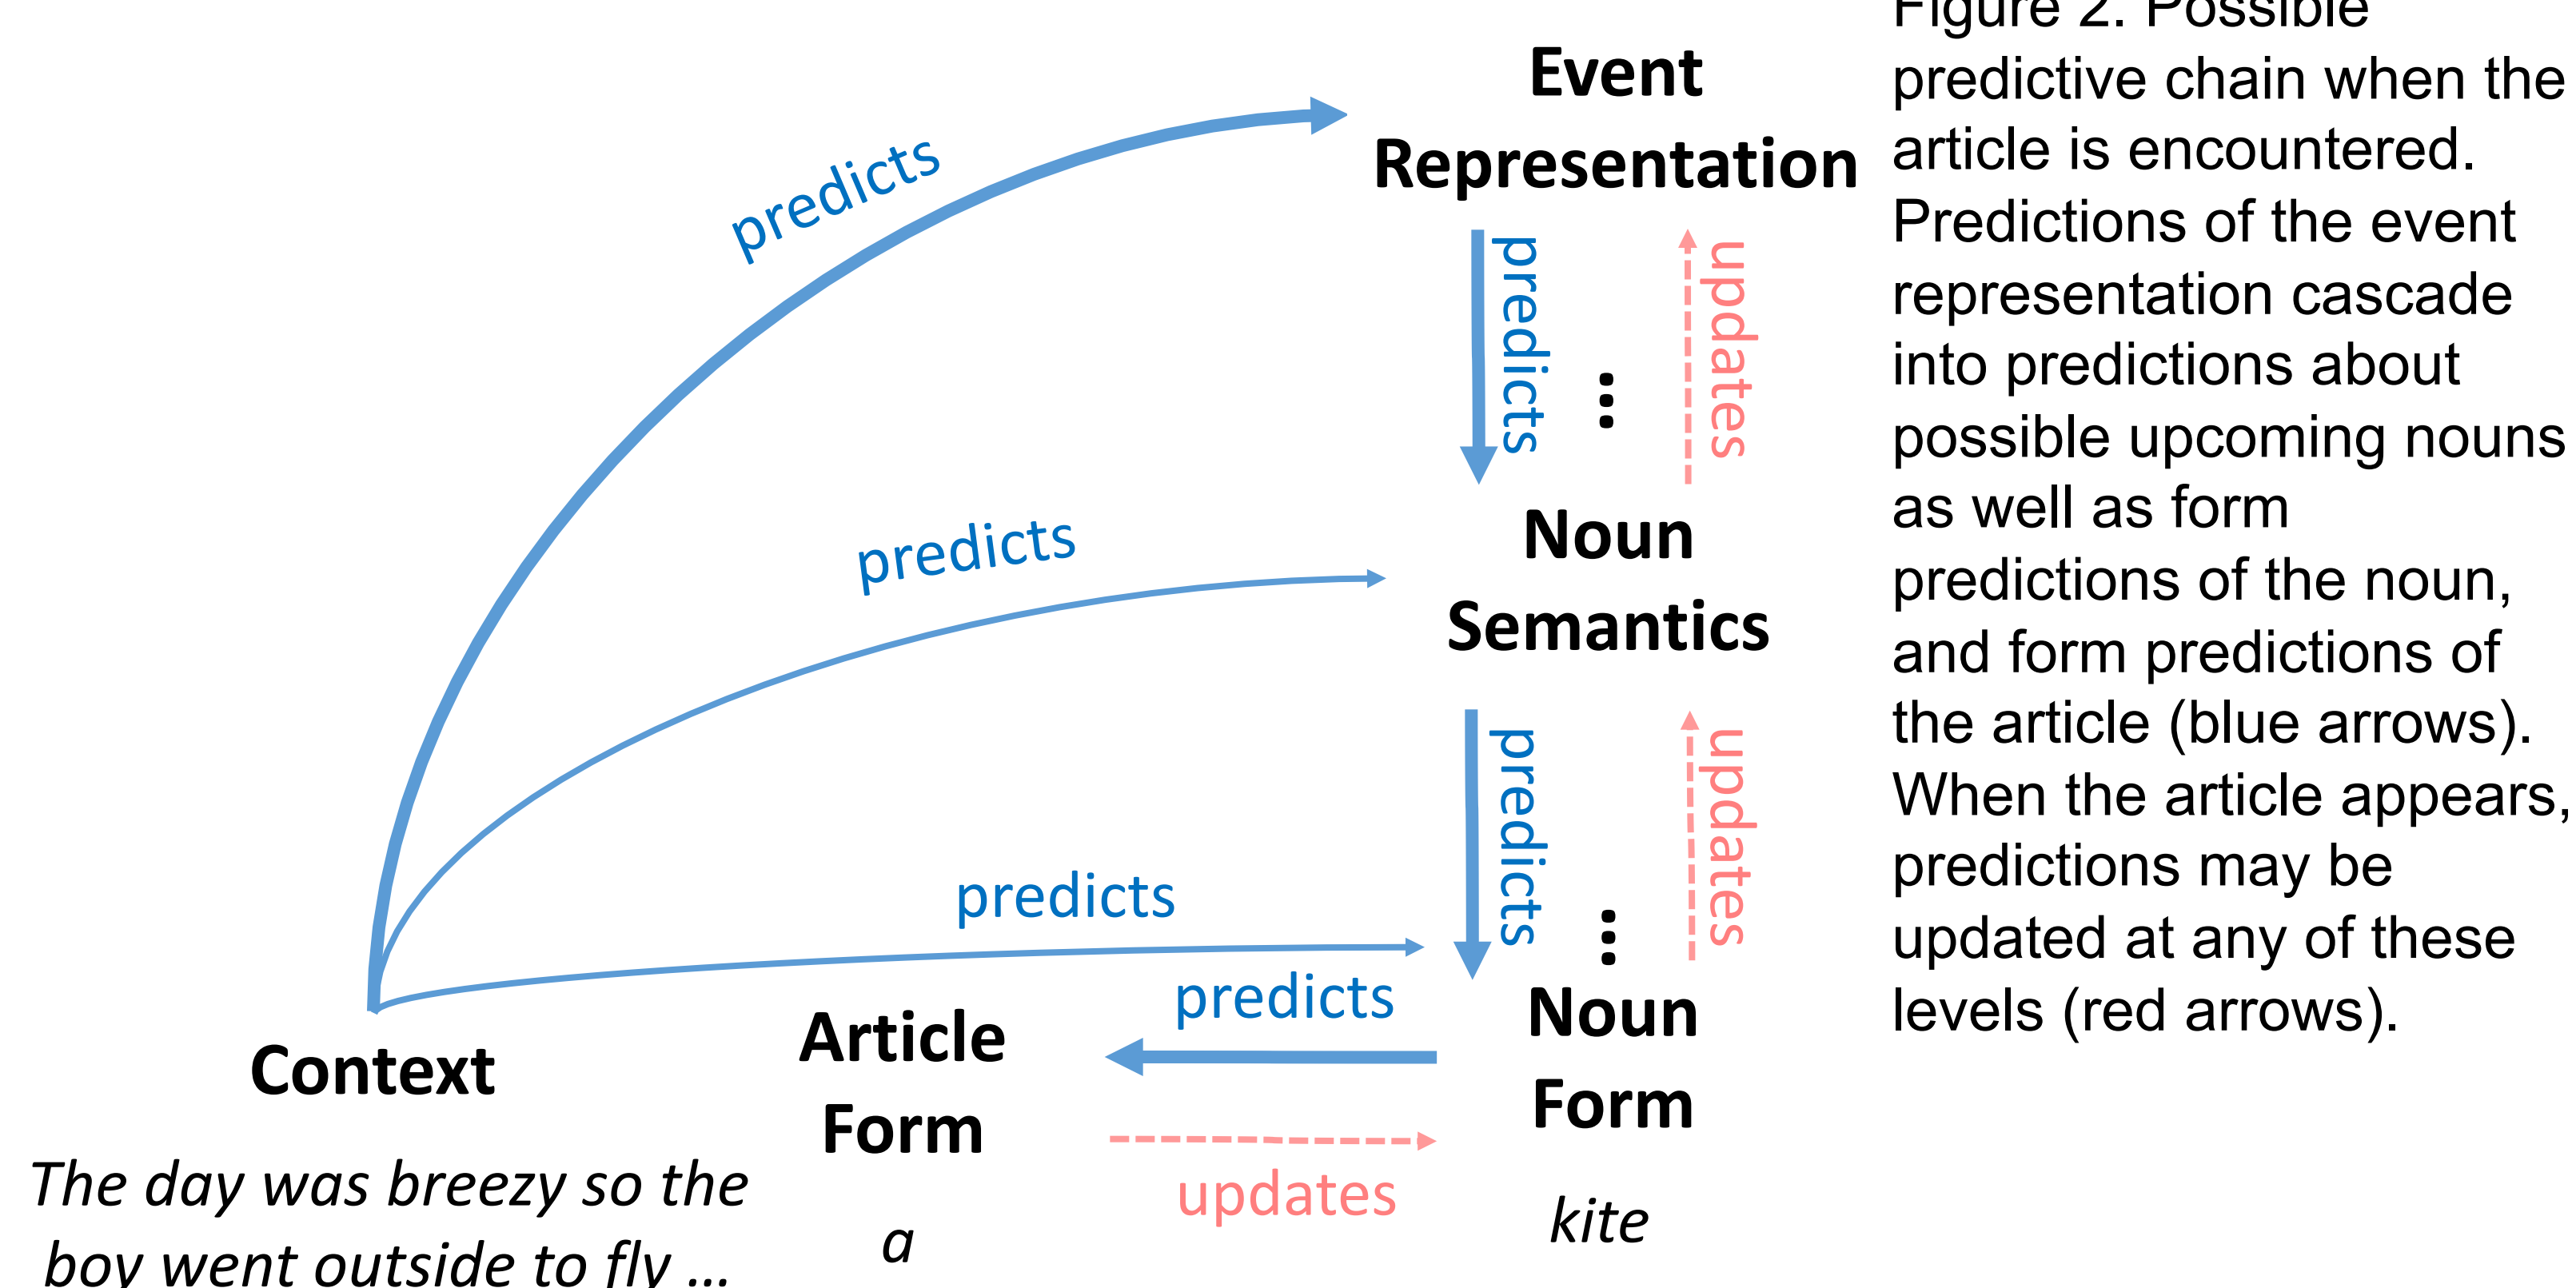 Event
Representation
predicts
predicts
updates
⋮
Noun
Semantics
predicts
predicts
updates
⋮
Noun
Form
predicts
predicts
updates
Context
Article
Form
The day was breezy so the
boy went outside to fly ...
a
kite
Figure 2. Possible
predictive chain when the
article is encountered.
Predictions of the event
representation cascade
into predictions about
possible upcoming nouns
as well as form
predictions of the noun,
and form predictions of
the article (blue arrows).
When the article appears,
predictions may be
updated at any of these
levels (red arrows).